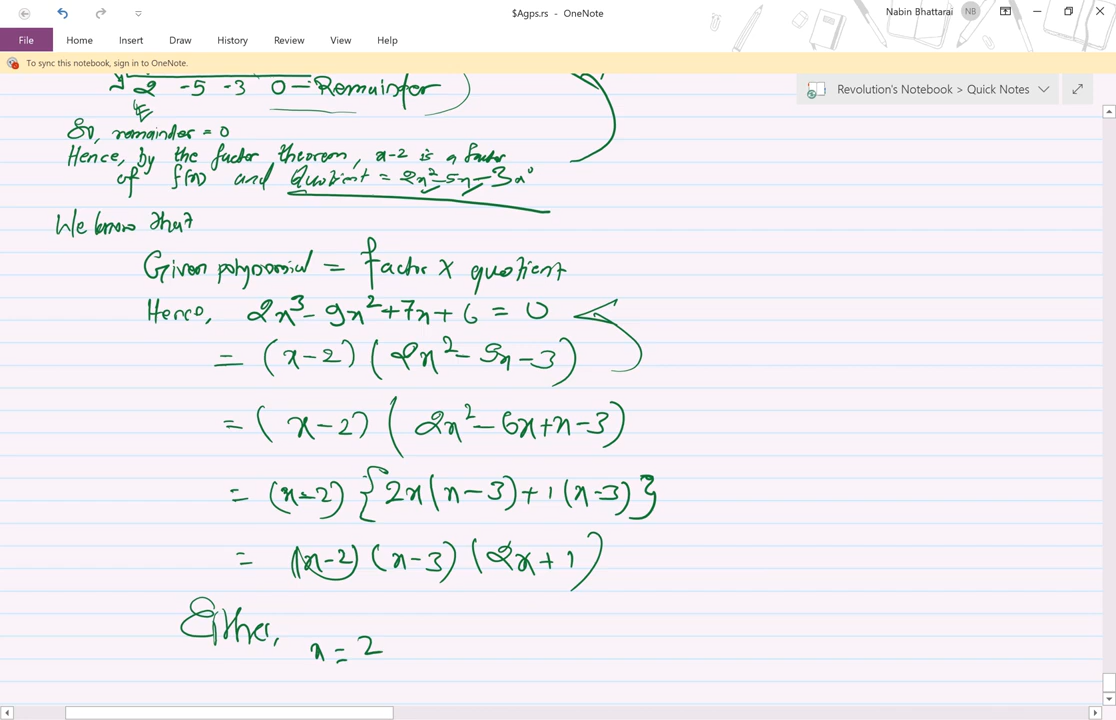 $Agps.rs - OneNote
Nabin Bhattarai NB
File Home Insert Draw History Review View Help
To sync this notebook, sign in to OneNote.
Revolution's Notebook > Quick Notes
2 -5 -3 0 — Remainder
So, remainder = 0
Hence, by the factor theorem, x-2 is a factor
of f(x) and Quotient = 2x²-5x-3x⁰
We know that
Given polynomial = factor × quotient
Hence, 2x³-9x²+7x+6 = 0
= (x-2) (2x²-5x-3)
= (x-2) (2x²-6x+x-3)
= (x-2) {2x(x-3)+1(x-3)}
= (x-2) (x-3) (2x+1)
Either,
x = 2